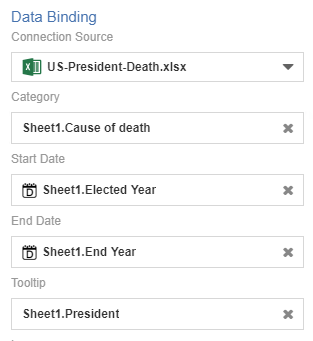 Data Binding
Connection Source
US-President-Death.xlsx
Category
Sheet1.Cause of death
Start Date
Sheet1.Elected Year
End Date
Sheet1.End Year
Tooltip
Sheet1.President